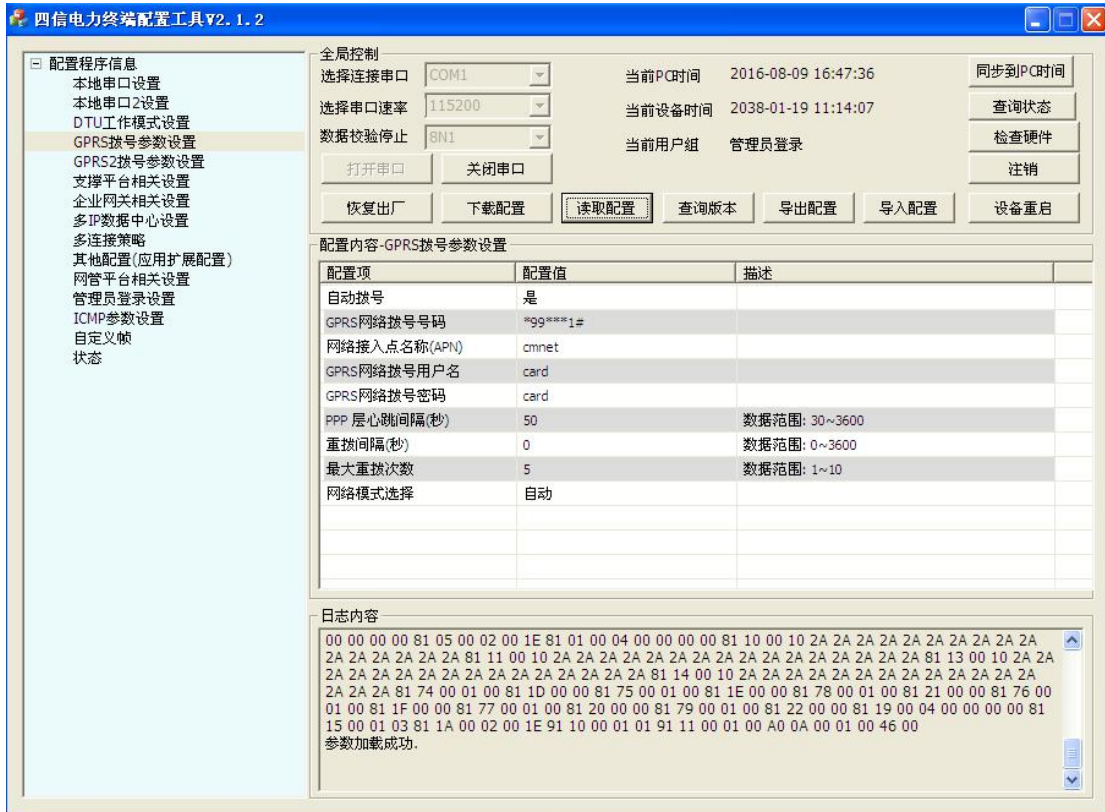 四信电力终端配置工具V2.1.2
配置程序信息
本地串口设置
本地串口2设置
DTU工作模式设置
GPRS拨号参数设置
GPRS2拨号参数设置
支撑平台相关设置
企业网关相关设置
多IP数据中心设置
多连接策略
其他配置(应用扩展配置)
网管平台相关设置
管理员登录设置
ICMP参数设置
自定义帧
状态
全局控制
选择连接串口 COM1 当前PC时间 2016-08-09 16:47:36 同步到PC时间
选择串口速率 115200 当前设备时间 2038-01-19 11:14:07 查询状态
数据校验停止 8N1 当前用户组 管理员登录 检查硬件
打开串口 关闭串口 注销
恢复出厂 下载配置 读取配置 查询版本 导出配置 导入配置 设备重启
配置内容-GPRS拨号参数设置
配置项 配置值 描述
自动拨号 是
GPRS网络拨号号码 *99***1#
网络接入点名称(APN) cmnet
GPRS网络拨号用户名 card
GPRS网络拨号密码 card
PPP 层心跳间隔(秒) 50 数据范围: 30~3600
重拨间隔(秒) 0 数据范围: 0~3600
最大重拨次数 5 数据范围: 1~10
网络模式选择 自动
日志内容
00 00 00 00 81 05 00 02 00 1E 81 01 00 04 00 00 00 00 81 10 00 10 2A 2A 2A 2A 2A 2A 2A 2A 2A 2A
2A 2A 2A 2A 2A 2A 81 11 00 10 2A 2A 2A 2A 2A 2A 2A 2A 2A 2A 2A 2A 2A 2A 2A 2A 81 13 00 10 2A 2A
2A 2A 2A 2A 2A 2A 2A 2A 2A 2A 2A 2A 2A 2A 81 14 00 10 2A 2A 2A 2A 2A 2A 2A 2A 2A 2A 2A 2A 2A
2A 2A 2A 81 74 00 01 00 81 1D 00 00 81 75 00 01 00 81 1E 00 00 81 78 00 01 00 81 21 00 00 81 76 00
01 00 81 1F 00 00 81 77 00 01 00 81 20 00 00 81 79 00 01 00 81 22 00 00 81 19 00 04 00 00 00 00 81
15 00 01 03 81 1A 00 02 00 1E 91 10 00 01 01 91 11 00 01 00 A0 0A 00 01 00 46 00
参数加载成功.